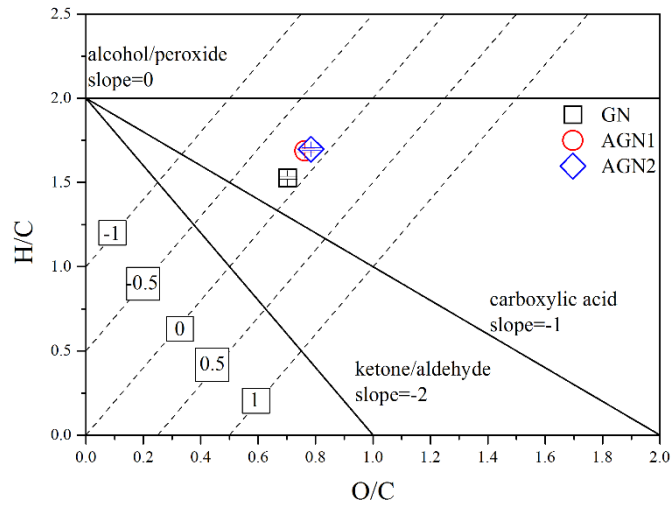 2.5
alcohol/peroxide
slope=0
2.0
GN
AGN1
AGN2
1.5
H/C
-1
1.0
-0.5
carboxylic acid
slope=-1
0
0.5
0.5
ketone/aldehyde
slope=-2
1
0.0
0.0 0.2 0.4 0.6 0.8 1.0 1.2 1.4 1.6 1.8 2.0
O/C